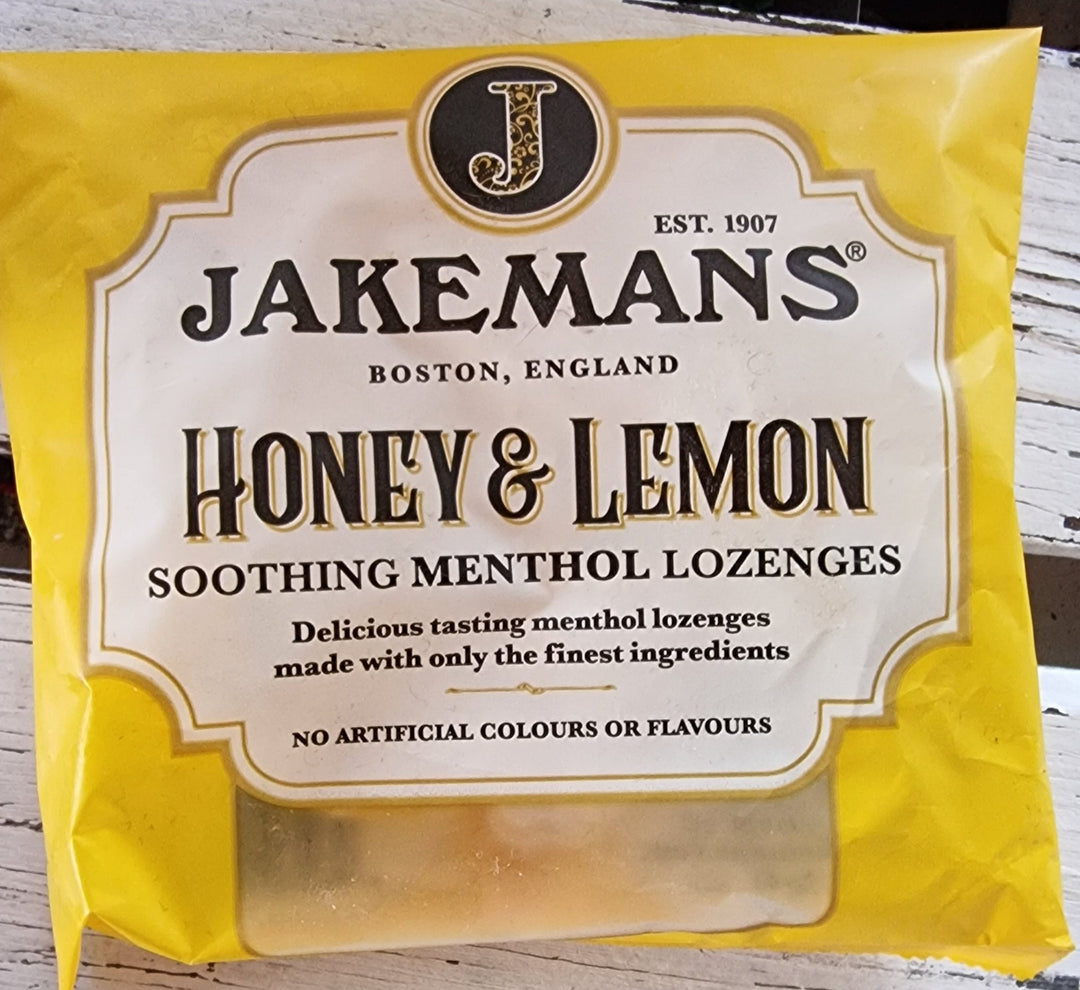 J
EST. 1907
JAKEMANS®
BOSTON, ENGLAND
HONEY & LEMON
SOOTHING MENTHOL LOZENGES
Delicious tasting menthol lozenges
made with only the finest ingredients
NO ARTIFICIAL COLOURS OR FLAVOURS